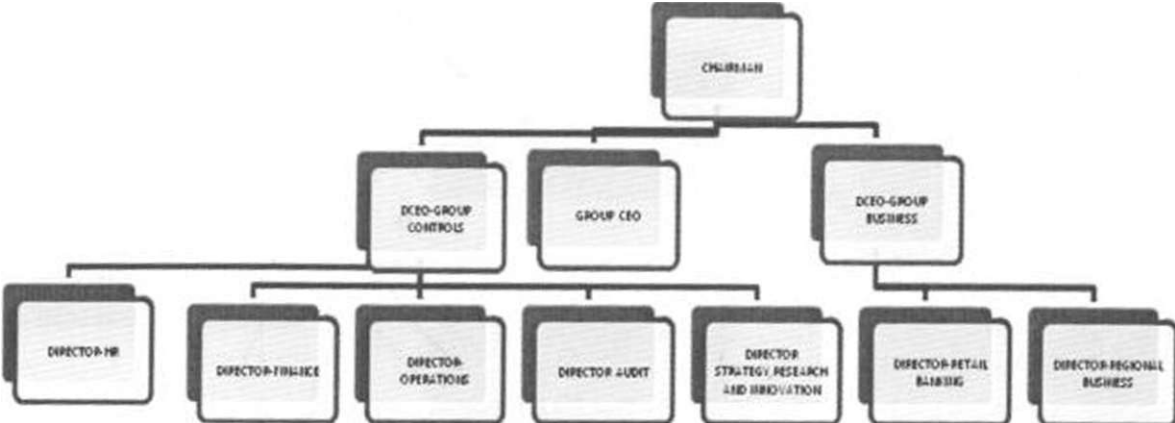 CHAIRMAN
DCEO-GROUP
CONTROLS
GROUP CEO
DCEO-GROUP
BUSINESS
DIRECTOR-HR
DIRECTOR-FINANCE
DIRECTOR-
OPERATIONS
DIRECTOR AUDIT
DIRECTOR
STRATEGY, RESEARCH
AND INNOVATION
DIRECTOR-RETAIL
BANKING
DIRECTOR-REGIONAL
BUSINESS